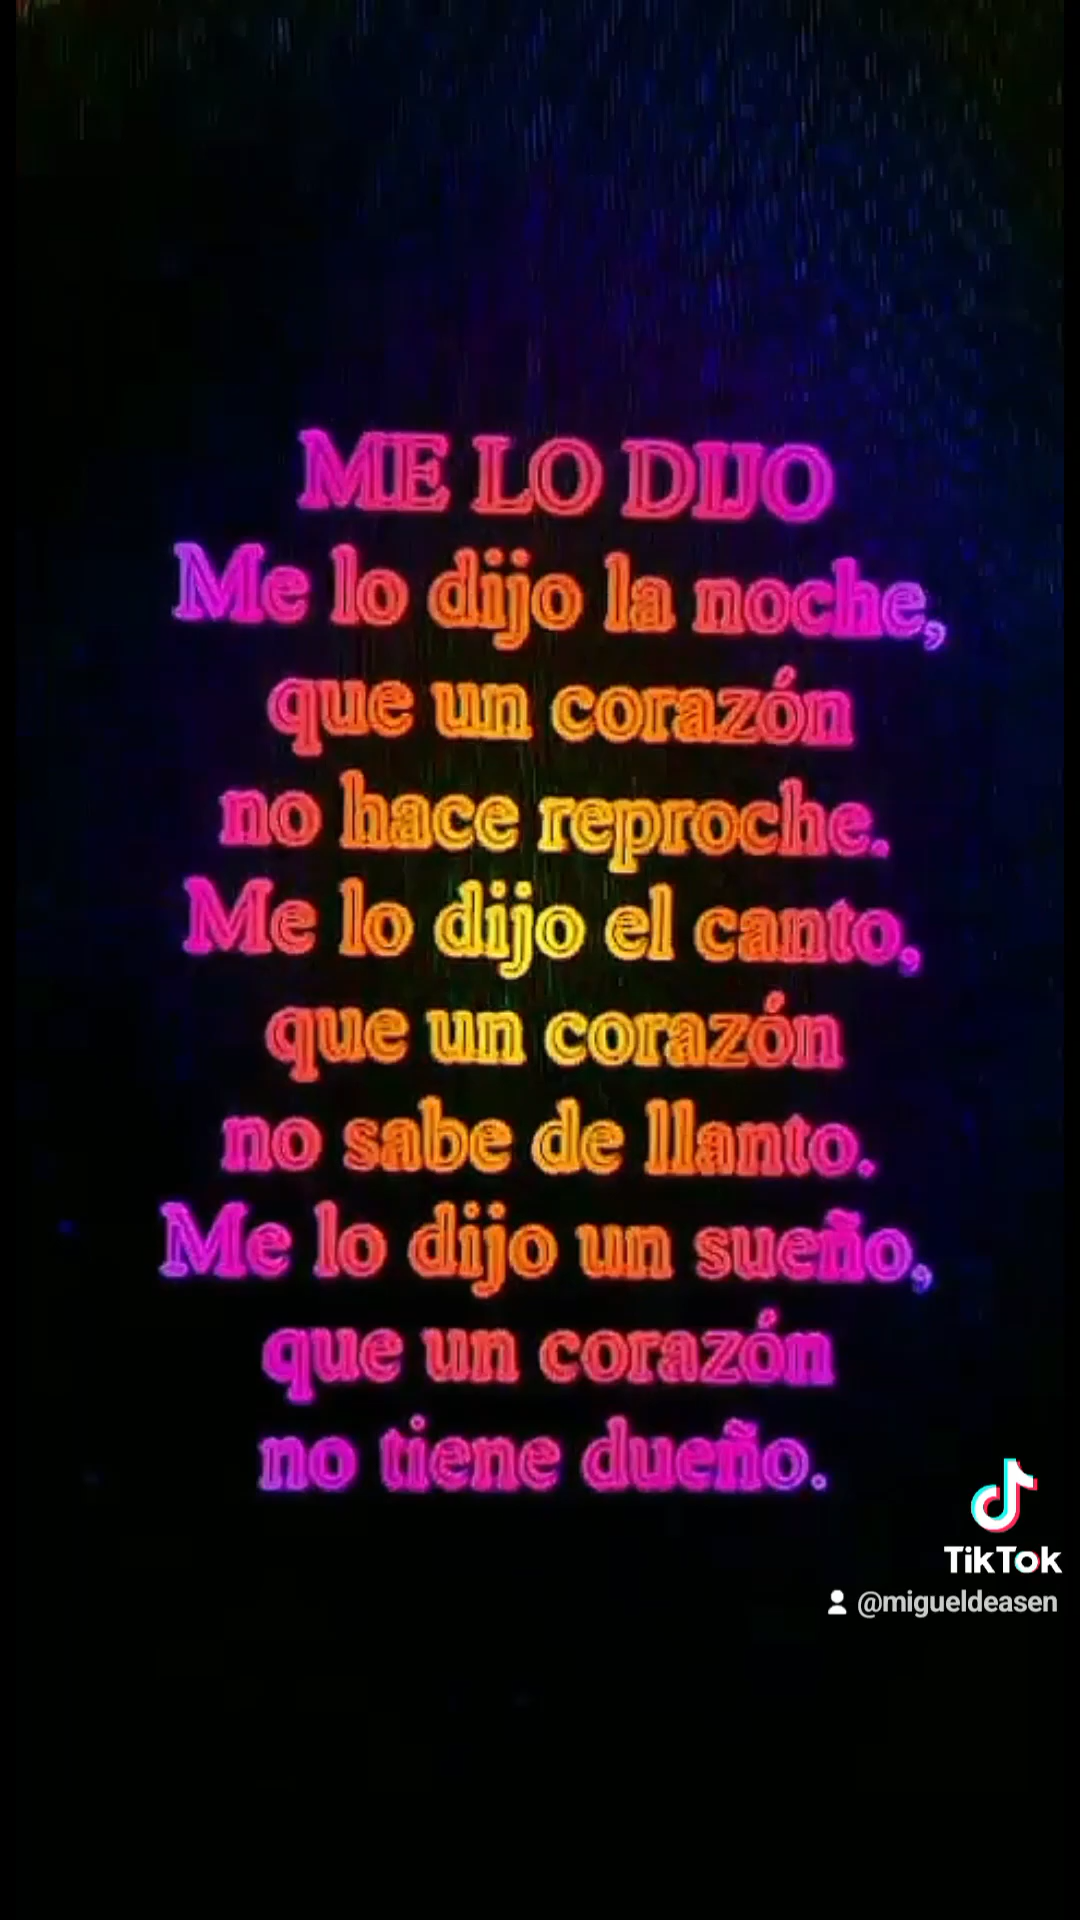 ME LO DIJO
Me lo dijo la noche,
que un corazón
no hace reproche.
Me lo dijo el canto,
que un corazón
no sabe de llanto.
Me lo dijo un sueño,
que un corazón
no tiene dueño.
TikTok
@migueldeasen